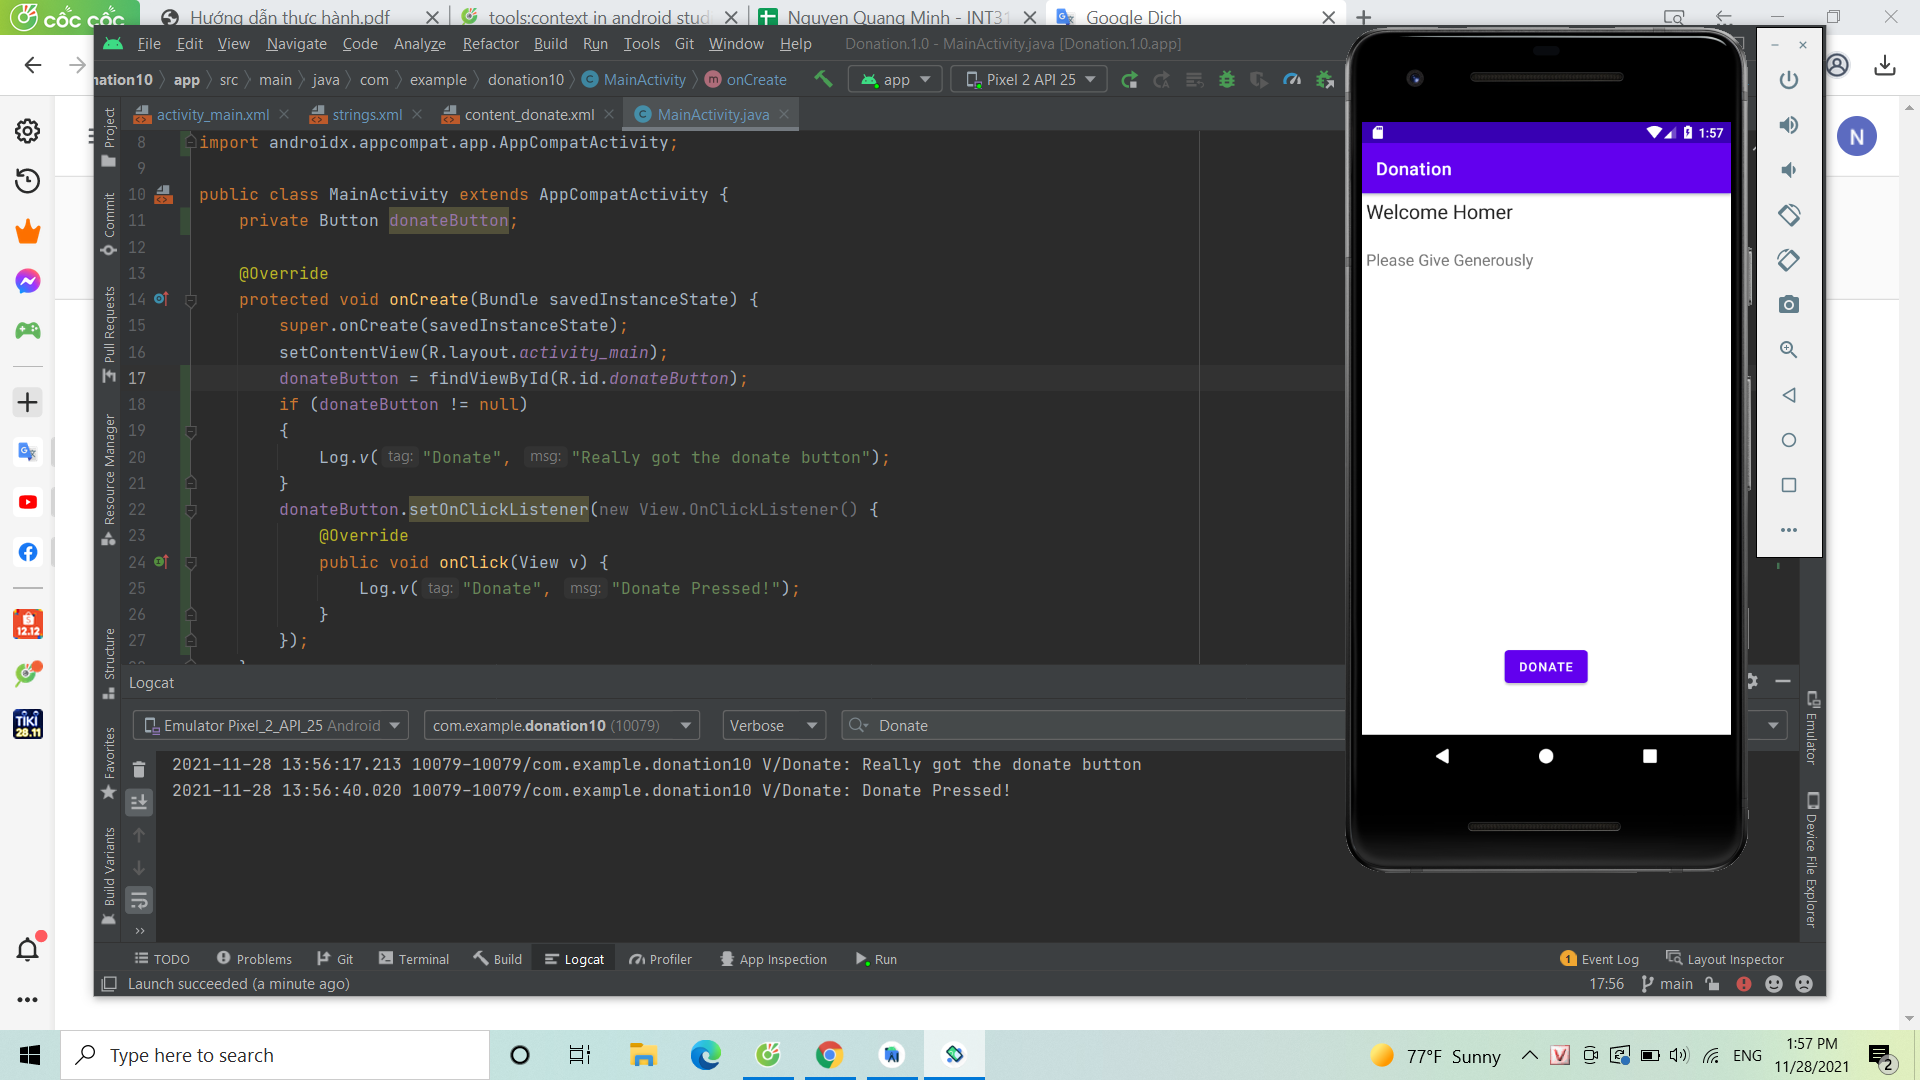 cốc cốc
Hướng dẫn thực hành.pdf
tools:context in android stud
Nguyen Quang Minh - INT31
Google Dịch
File Edit View Navigate Code Analyze Refactor Build Run Tools Git Window Help Donation.1.0 - MainActivity.java [Donation.1.0.app]
nation10 app src main java com example donation10 MainActivity onCreate app Pixel 2 API 25
activity_main.xml strings.xml content_donate.xml MainActivity.java
8 import androidx.appcompat.app.AppCompatActivity;
9
10 public class MainActivity extends AppCompatActivity {
11 private Button donateButton;
12
13 @Override
14 protected void onCreate(Bundle savedInstanceState) {
15 super.onCreate(savedInstanceState);
16 setContentView(R.layout.activity_main);
17 donateButton = findViewById(R.id.donateButton);
18 if (donateButton != null)
19 {
20 Log.v( tag: "Donate", msg: "Really got the donate button");
21 }
22 donateButton.setOnClickListener(new View.OnClickListener() {
23 @Override
24 public void onClick(View v) {
25 Log.v( tag: "Donate", msg: "Donate Pressed!");
26 }
27 });
Project
Commit
Pull Requests
Resource Manager
Structure
Favorites
Build Variants
Logcat
Emulator Pixel_2_API_25 Android com.example.donation10 (10079) Verbose Donate
2021-11-28 13:56:17.213 10079-10079/com.example.donation10 V/Donate: Really got the donate button
2021-11-28 13:56:40.020 10079-10079/com.example.donation10 V/Donate: Donate Pressed!
TODO Problems Git Terminal Build Logcat Profiler App Inspection Run
1 Event Log Layout Inspector
Launch succeeded (a minute ago)
17:56 main
Emulator
Device File Explorer
1:57
Donation
Welcome Homer
Please Give Generously
DONATE
N
12.12
TIKI
28.11
Type here to search
77°F Sunny
V
ENG
1:57 PM
11/28/2021
2